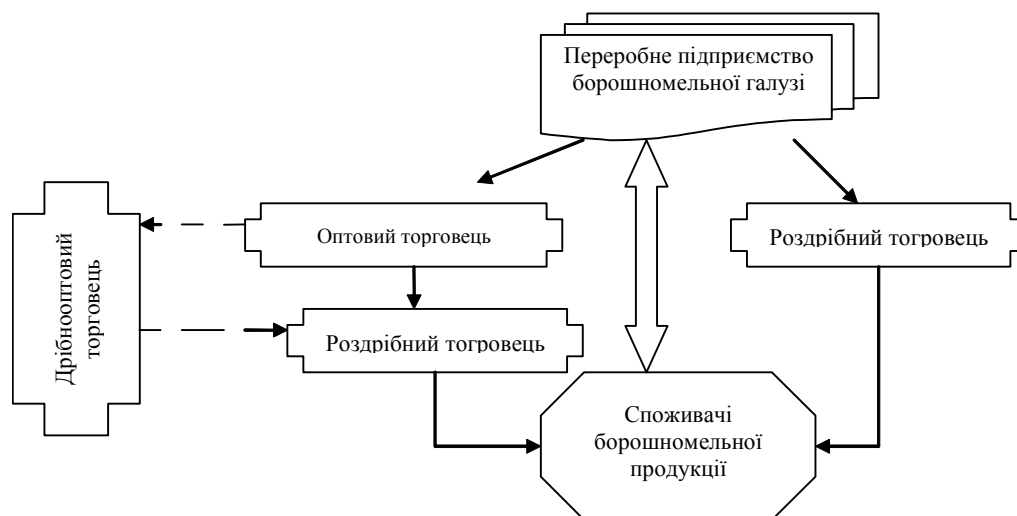 Переробне підприємство
борошномельної галузі
Оптовий торговець
Роздрібний тогровець
Дрібнооптовий
торговець
Роздрібний тогровець
Споживачі
борошномельної
продукції